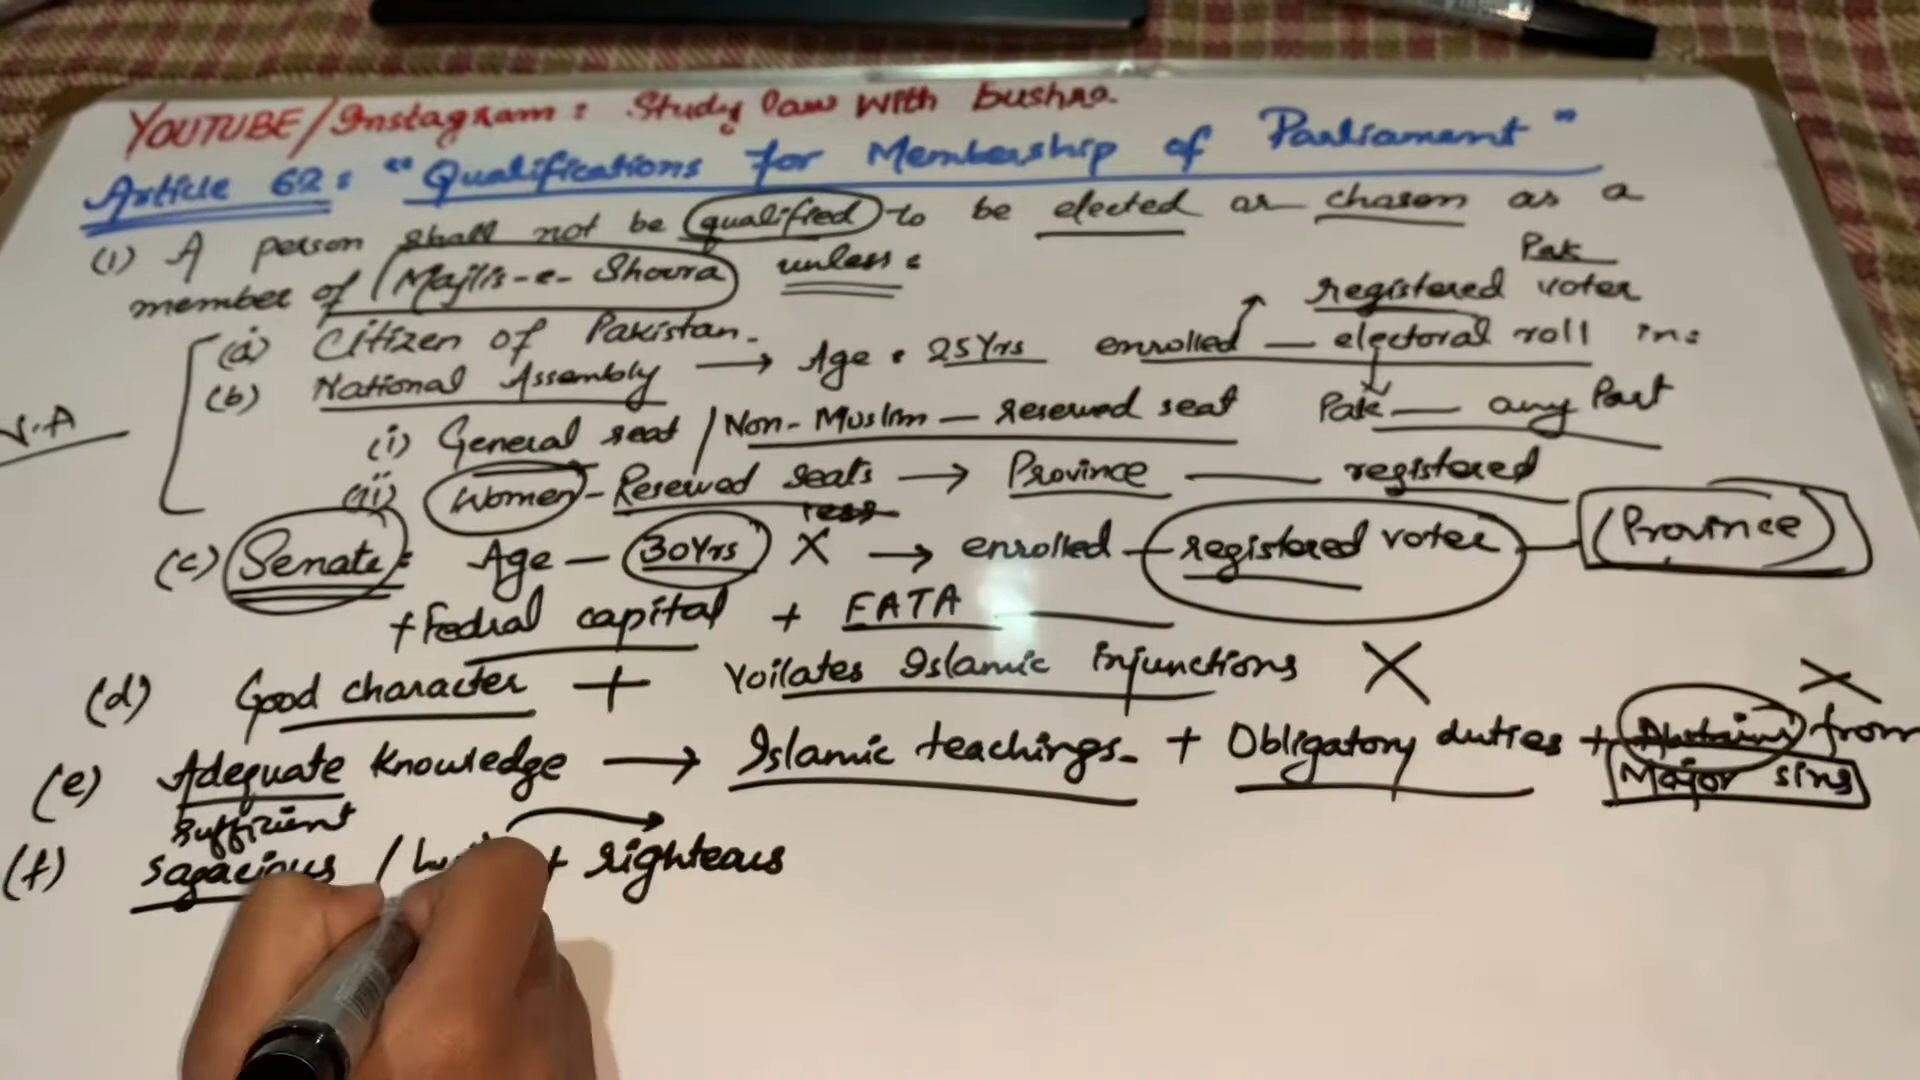 YOUTUBE/Instagram: Study law with bushra.
Article 62: "Qualifications for Membership of Parliament"
(1) A person shall not be qualified to be elected or chosen as a
member of Majlis-e-Shoora unless:
Pak
registered voter
(a) Citizen of Pakistan.
(b) National Assembly → Age: 25Yrs enrolled — electoral roll in:
N.A
(i) General seat / Non-Muslim — reserved seat Pak — any Part
(ii) Women - Reserved seats → Province — registered
(c) Senate: Age — 30Yrs X → enrolled — registered voter — (Province)
+ Fedral capital + FATA
(d) Good character + Voilates Islamic injunctions X
(e) Adequate knowledge → Islamic teachings. + Obligatory duties + Abstains from X
Sufficient
Major sins
(f) sagacious / + righteous